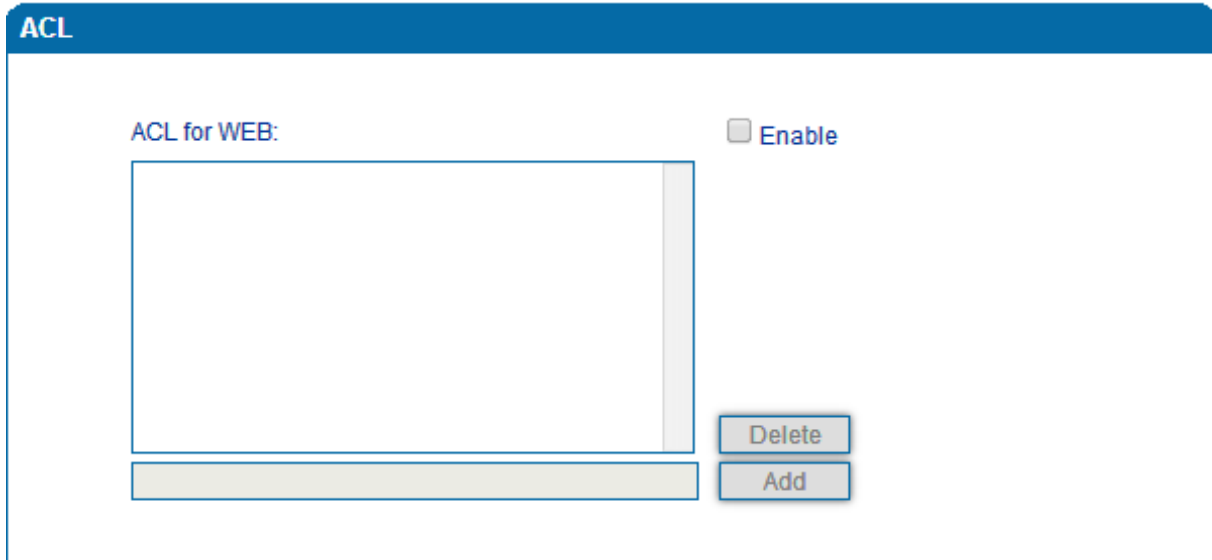 ACL
ACL for WEB:
Enable
Delete
Add